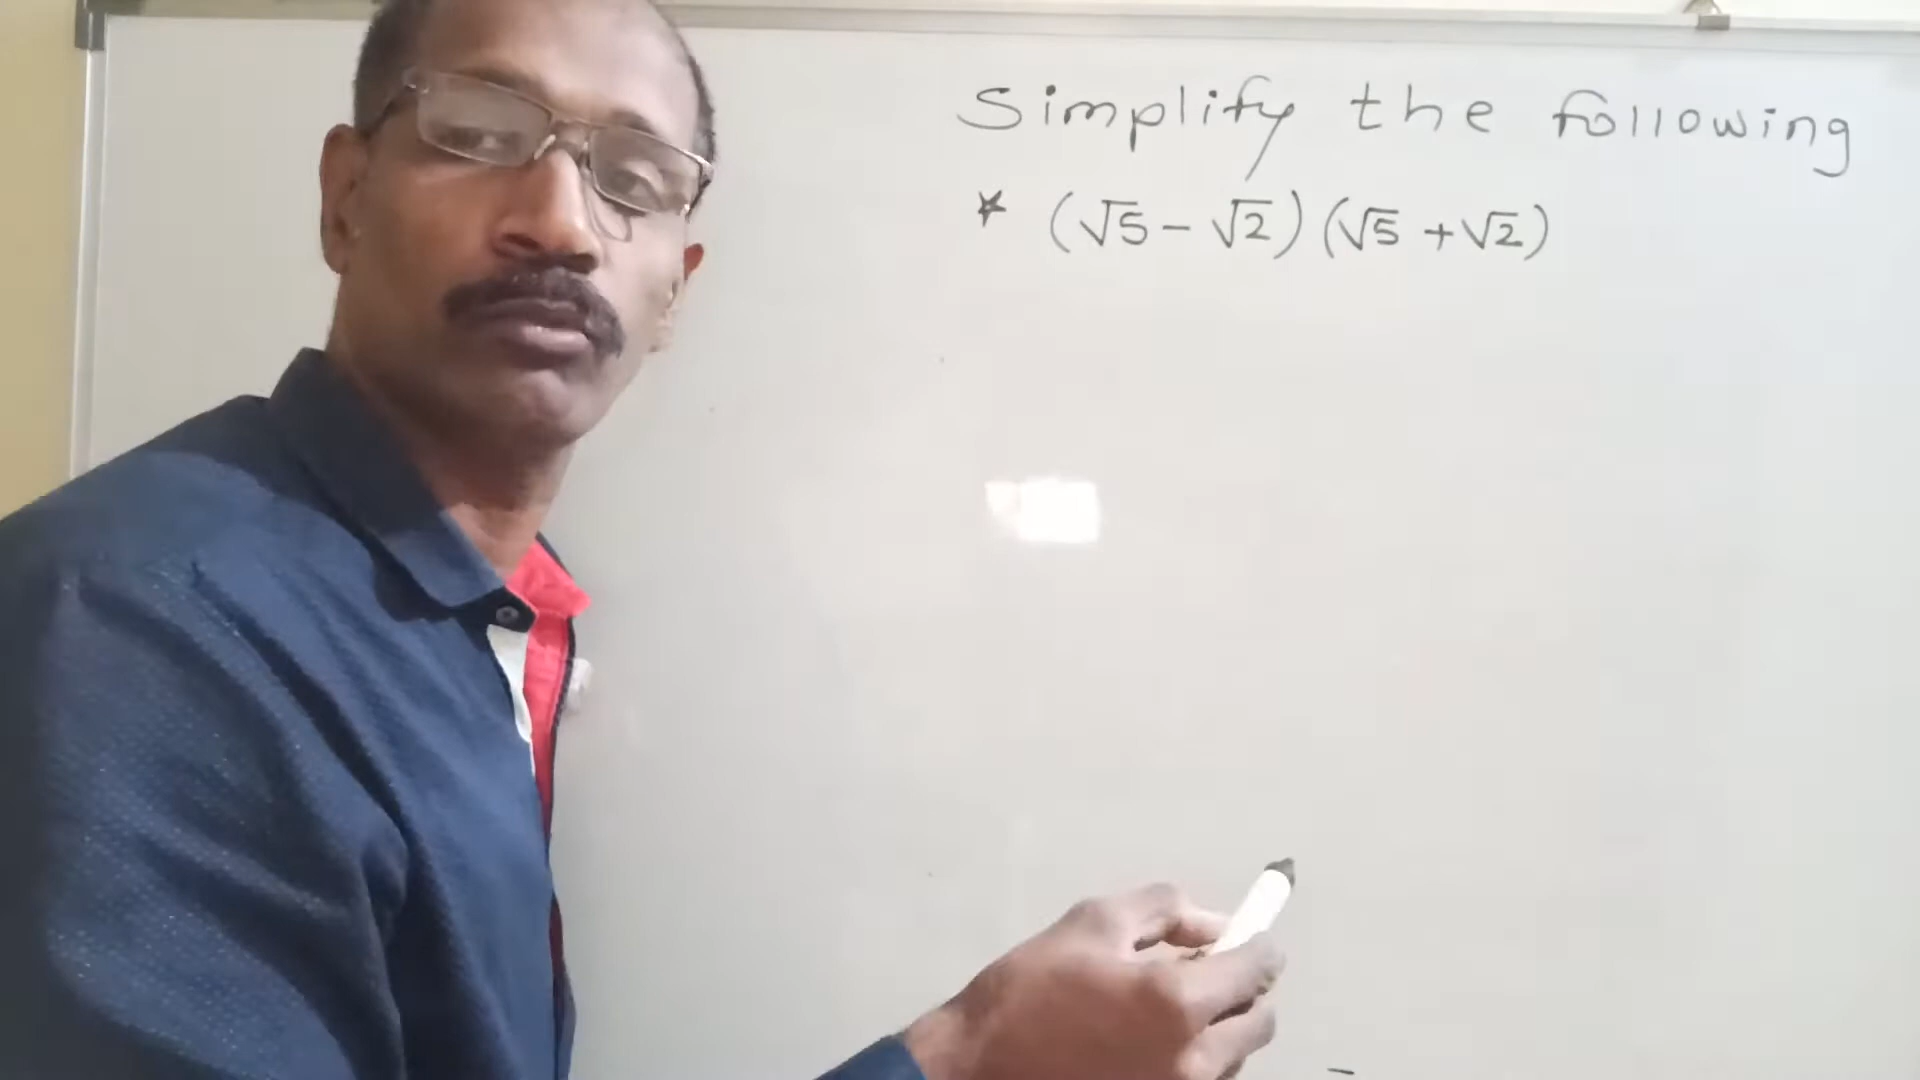 Simplify the following
* (√5 - √2) (√5 + √2)